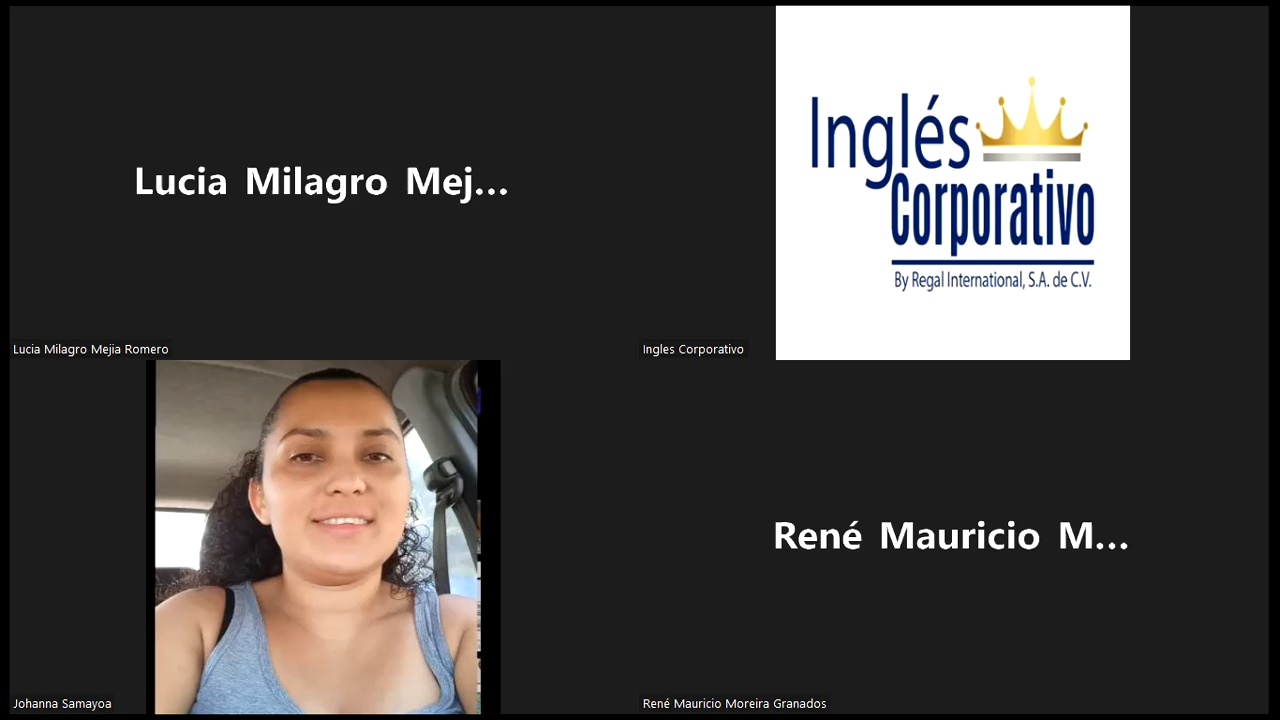 Lucia Milagro Mej...
Inglés
Corporativo
By Regal International, S.A. de C.V.
Lucia Milagro Mejia Romero
Ingles Corporativo
René Mauricio M...
Johanna Samayoa
René Mauricio Moreira Granados